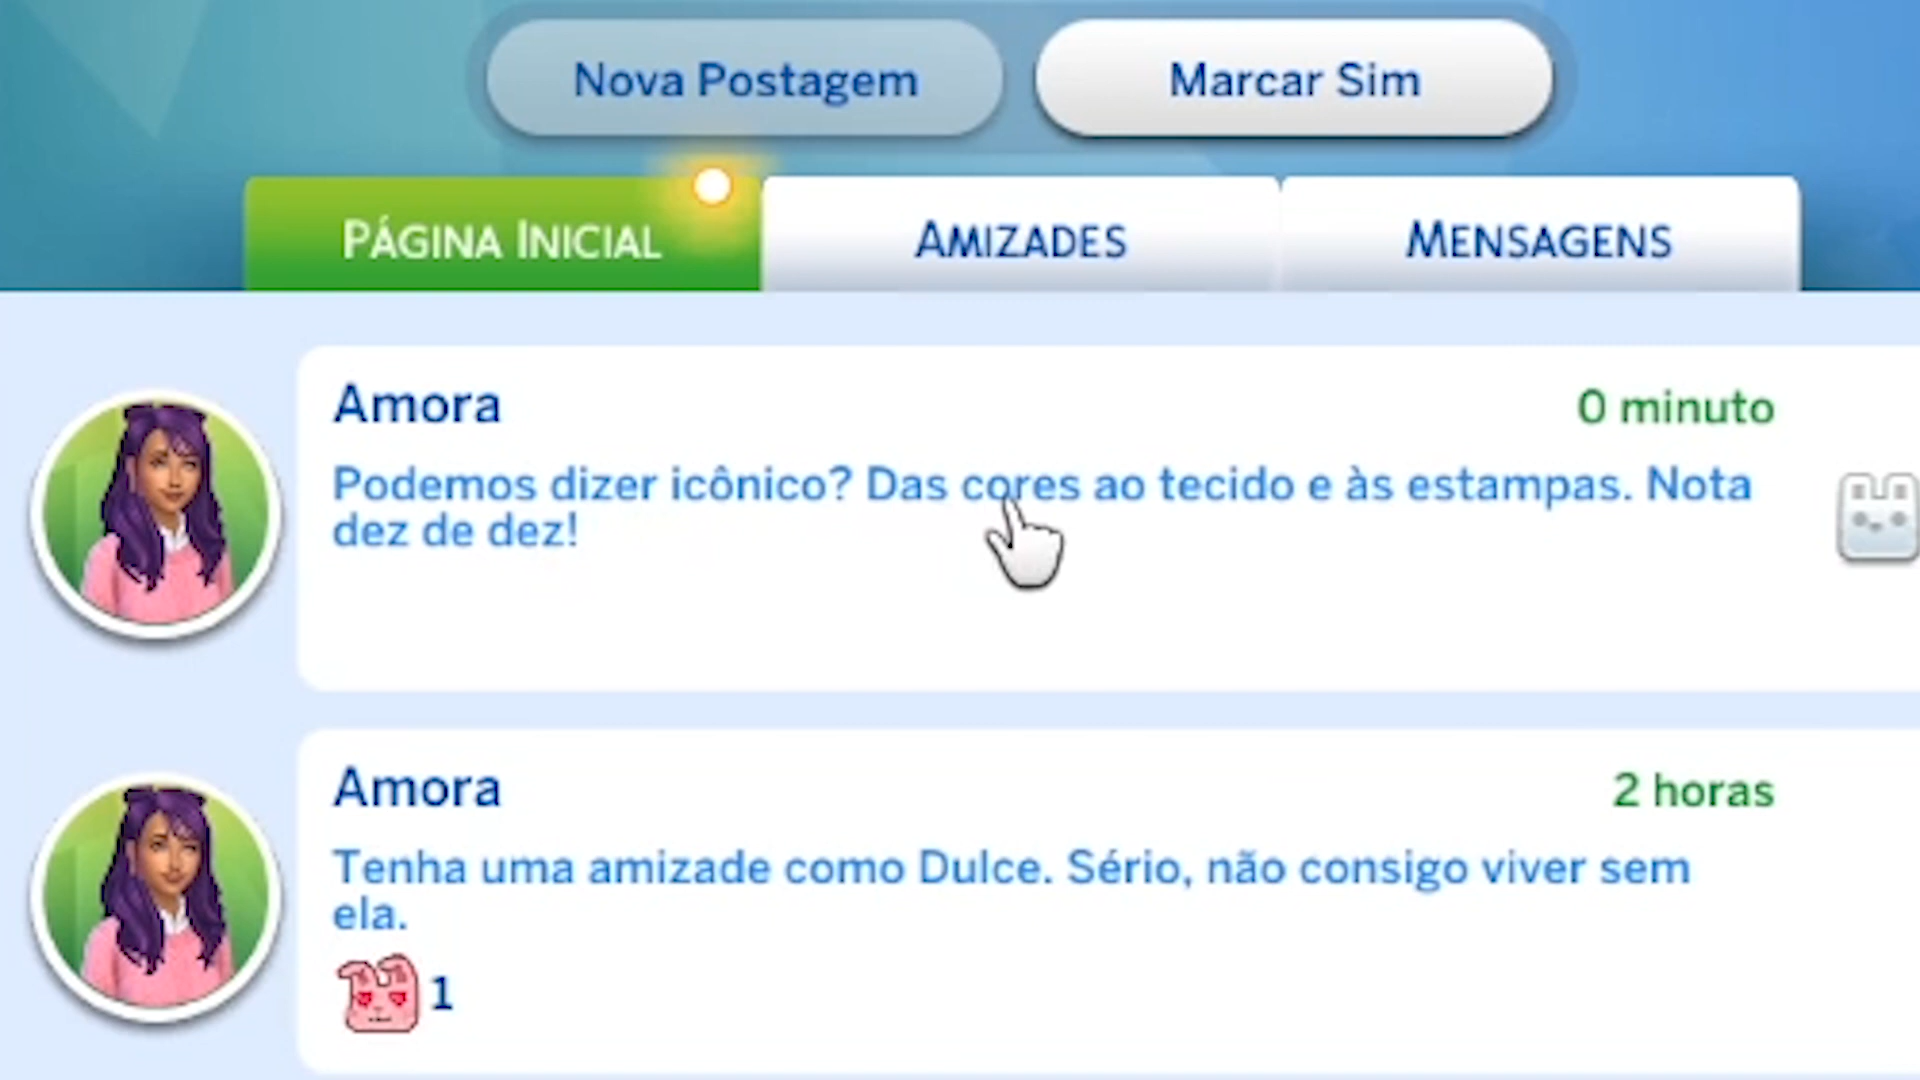 Nova Postagem
Marcar Sim
PÁGINA INICIAL
AMIZADES
MENSAGENS
Amora
0 minuto
Podemos dizer icônico? Das cores ao tecido e às estampas. Nota
dez de dez!
Amora
2 horas
Tenha uma amizade como Dulce. Sério, não consigo viver sem
ela.
1